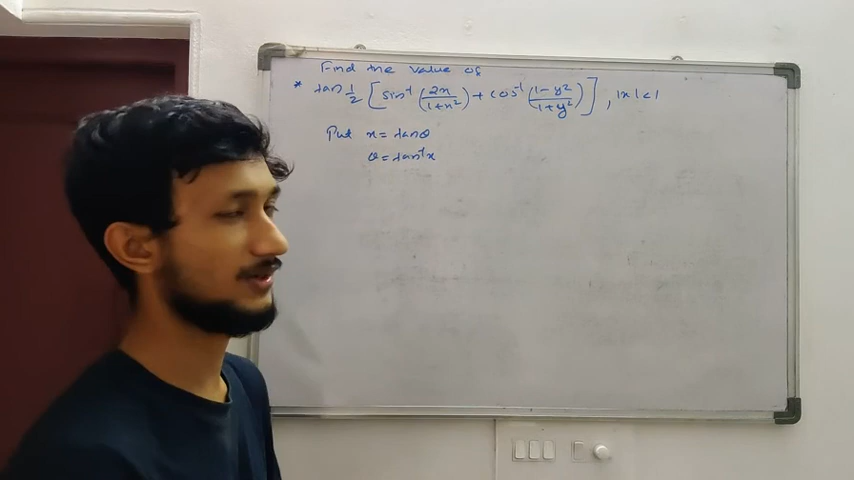 Find the value of
* tan 1/2 [sin⁻¹(2x/1+x²) + cos⁻¹(1-y²/1+y²)], |x|<1
Put x = tanθ
θ = tan⁻¹x